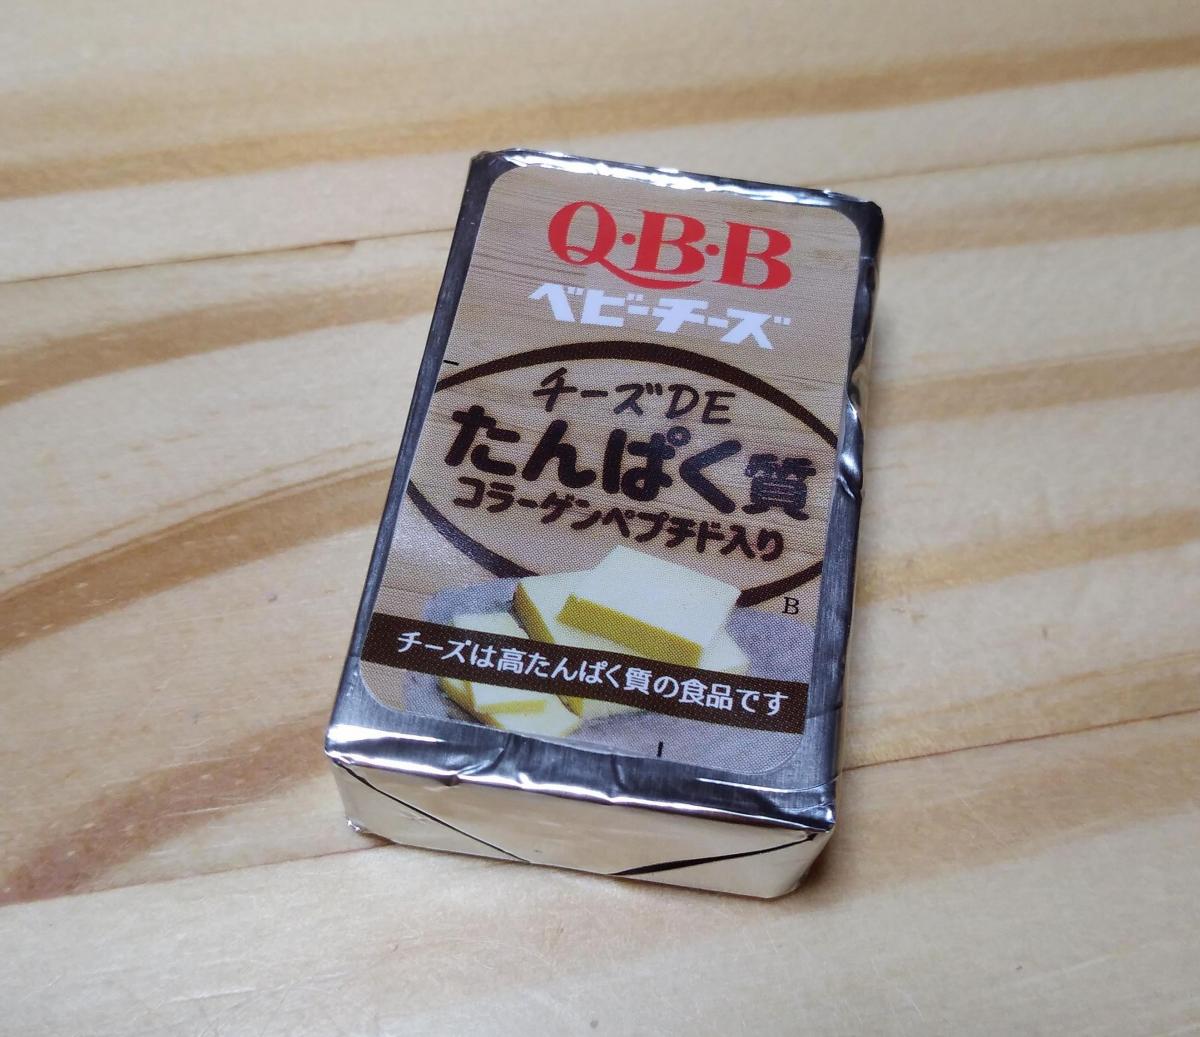 Q・B・B
ベビーチーズ
チーズDE
たんぱく質
コラーゲンペプチド入り
B
チーズは高たんぱく質の食品です